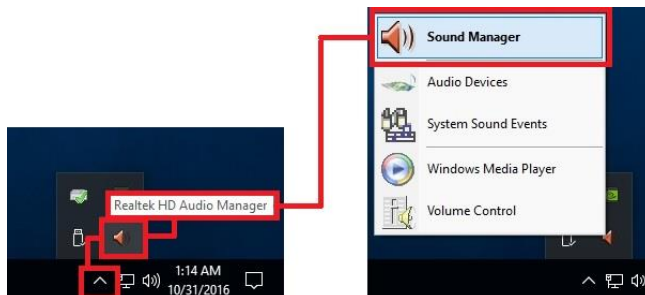 Realtek HD Audio Manager
1:14 AM
10/31/2016
Sound Manager
Audio Devices
System Sound Events
Windows Media Player
Volume Control